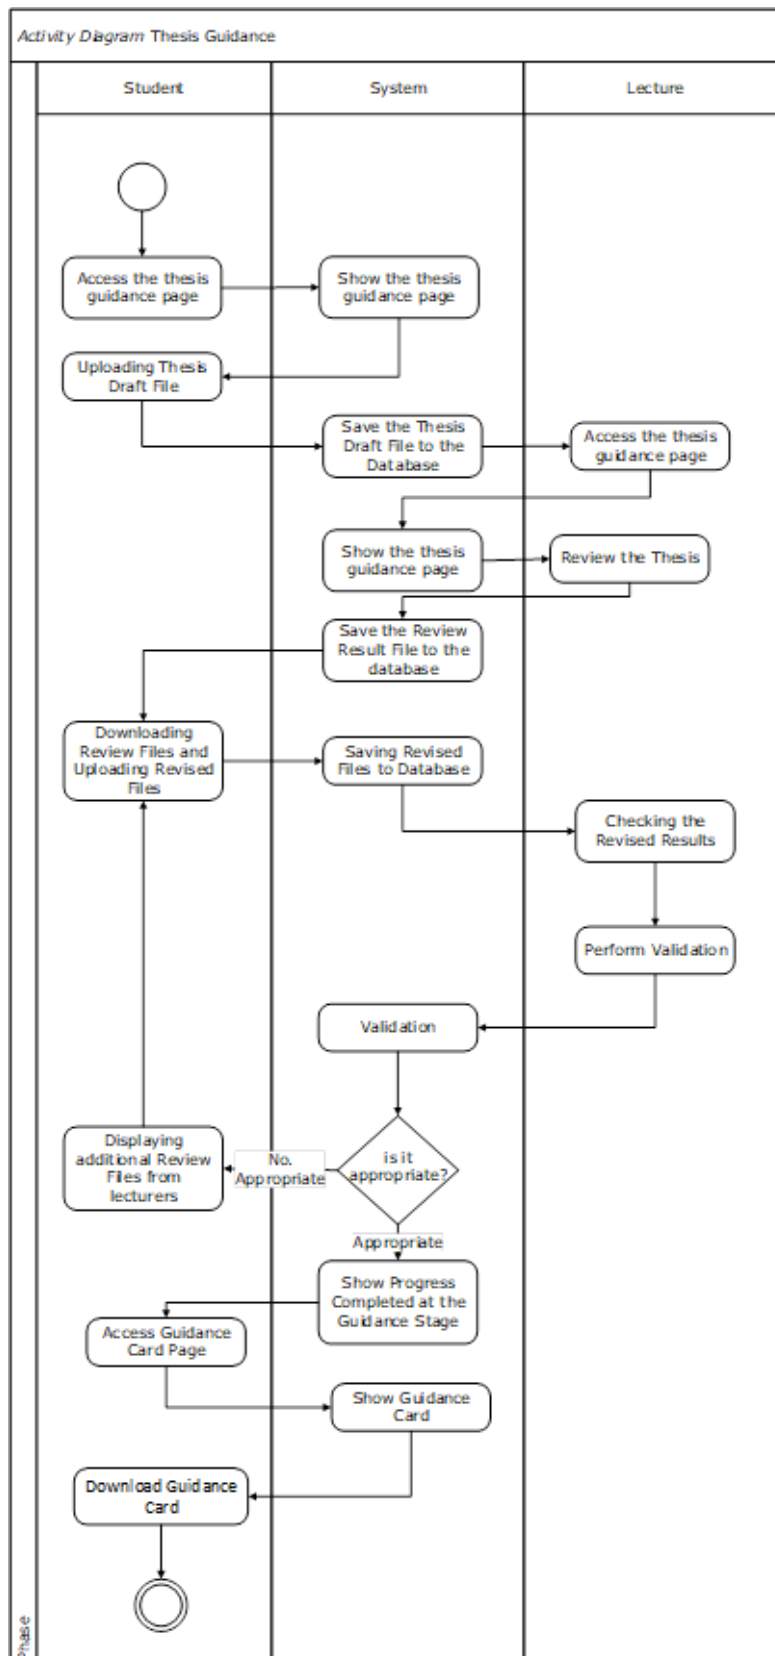 Activity Diagram Thesis Guidance
Student
System
Lecture
Access the thesis
guidance page
Show the thesis
guidance page
Uploading Thesis
Draft File
Save the Thesis
Draft File to the
Database
Access the thesis
guidance page
Show the thesis
guidance page
Review the Thesis
Save the Review
Result File to the
database
Downloading
Review Files and
Uploading Revised
Files
Saving Revised
Files to Database
Checking the
Revised Results
Perform Validation
Validation
is it
appropriate?
No.
Appropriate
Displaying
additional Review
Files from
lecturers
Appropriate
Show Progress
Completed at the
Guidance Stage
Access Guidance
Card Page
Show Guidance
Card
Download Guidance
Card
Phase